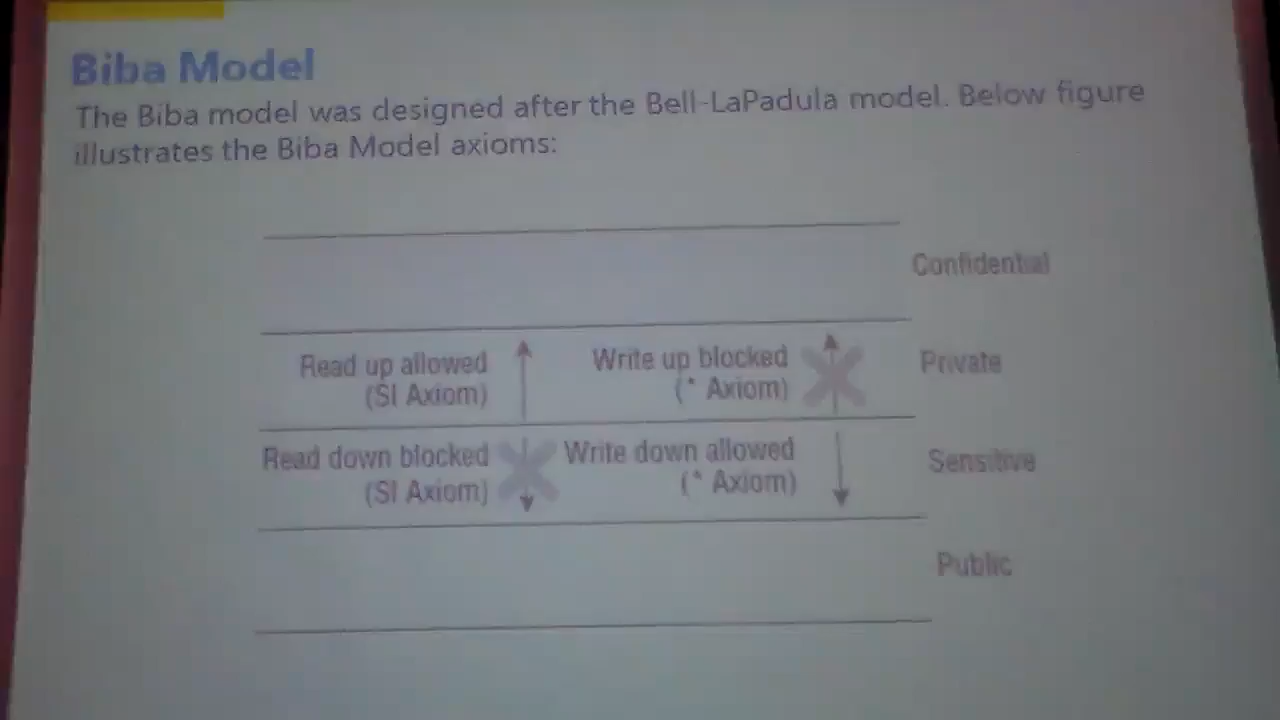 Biba Model
The Biba model was designed after the Bell-LaPadula model. Below figure
illustrates the Biba Model axioms:
Confidential
Read up allowed
(SI Axiom)
Write up blocked
(* Axiom)
Private
Read down blocked
(SI Axiom)
Write down allowed
(* Axiom)
Sensitive
Public